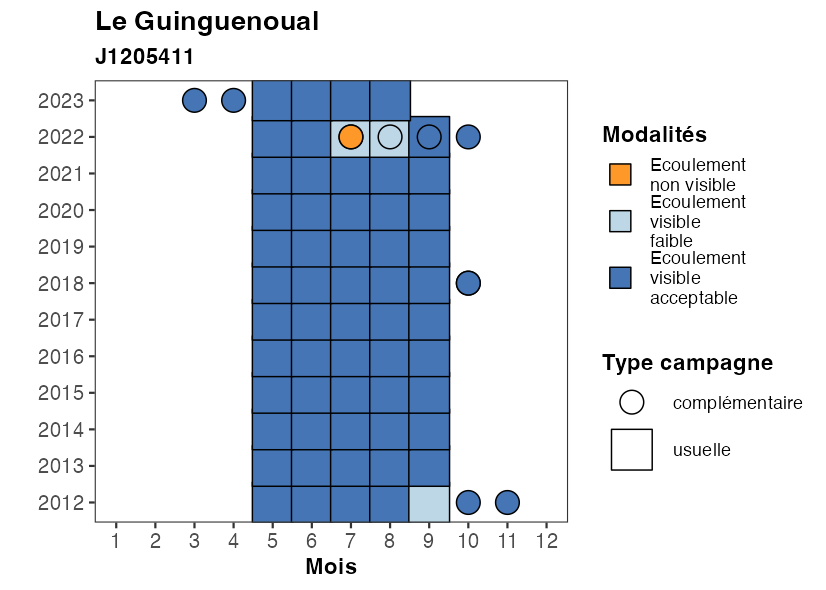 Le Guinguenoual
J1205411
2023
2022
2021
2020
2019
2018
2017
2016
2015
2014
2013
2012
1 2 3 4 5 6 7 8 9 10 11 12
Mois
Modalités
Ecoulement
non visible
Ecoulement
visible
faible
Ecoulement
visible
acceptable
Type campagne
complémentaire
usuelle